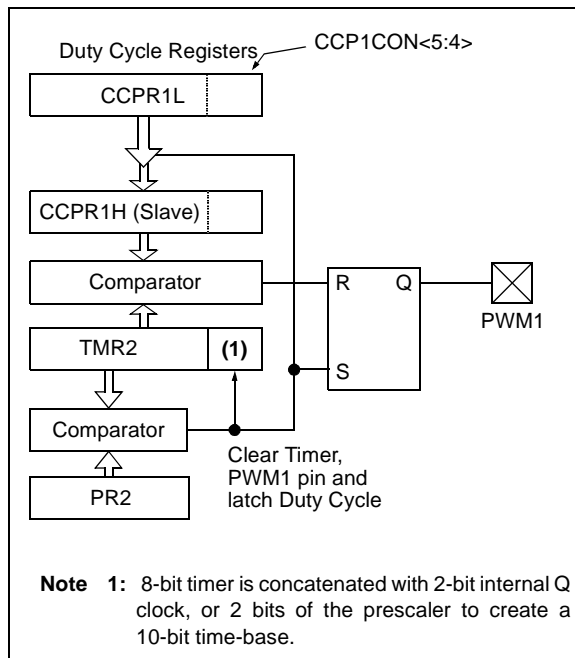 Duty Cycle Registers
CCP1CON<5:4>
CCPR1L
CCPR1H (Slave)
Comparator
R Q
PWM1
TMR2 (1)
S
Comparator
Clear Timer,
PWM1 pin and
latch Duty Cycle
PR2
Note 1: 8-bit timer is concatenated with 2-bit internal Q
clock, or 2 bits of the prescaler to create a
10-bit time-base.